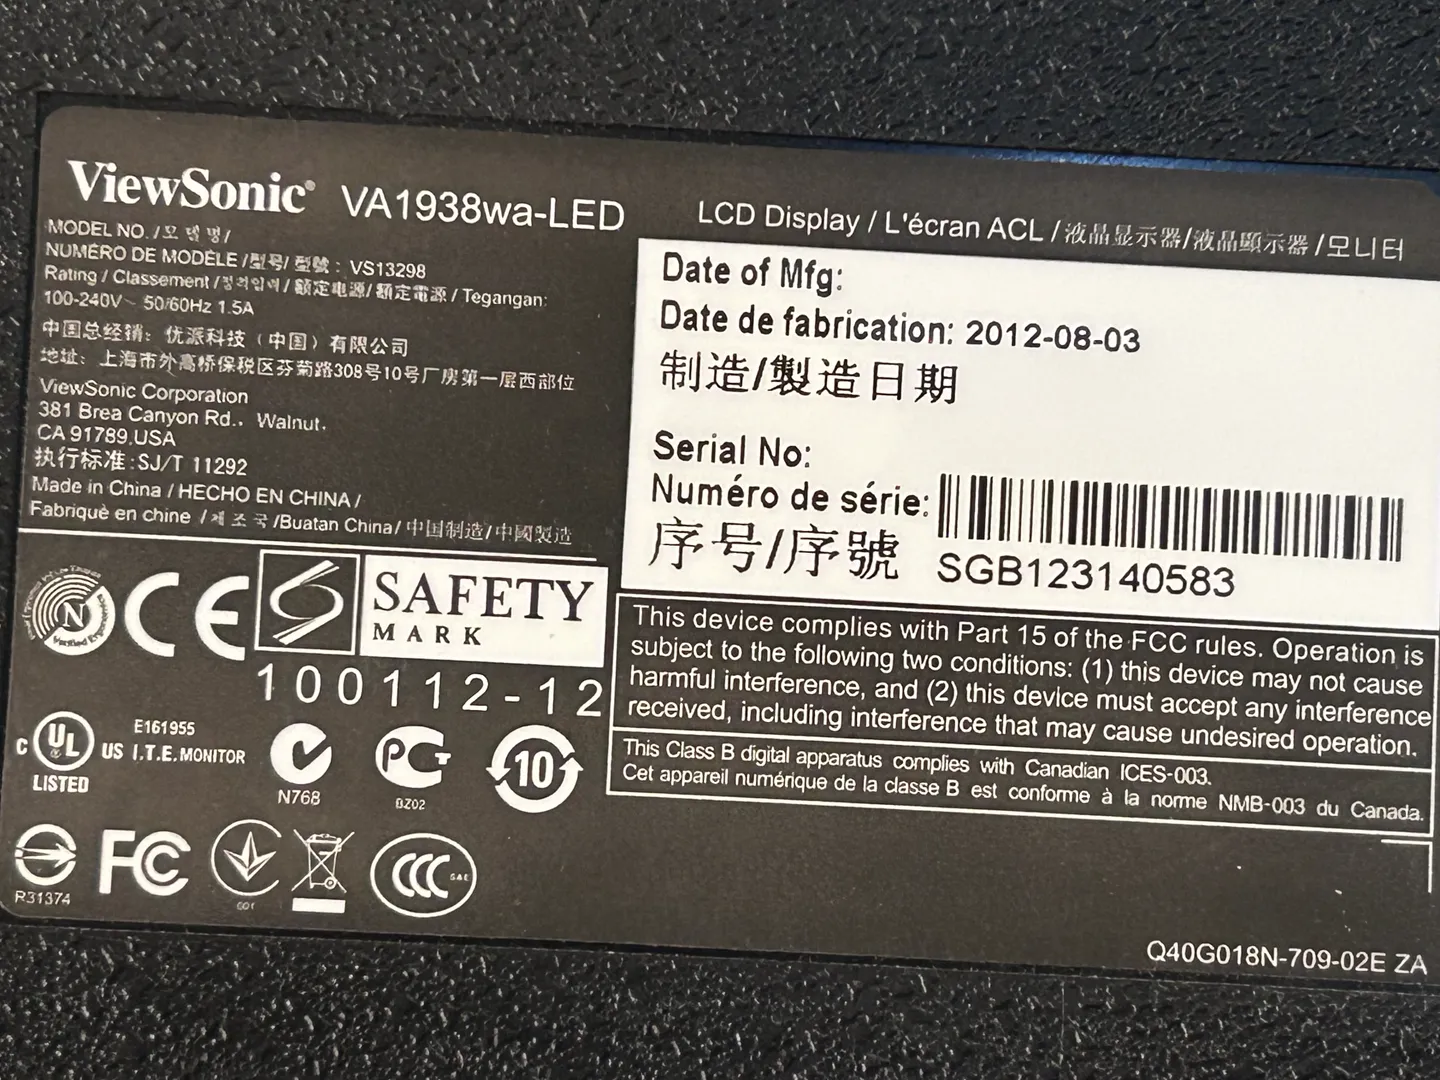 ViewSonic® VA1938wa-LED
LCD Display / L'écran ACL / 液晶显示器/液晶顯示器 / 모니터
MODEL NO. / 모델명/
NUMÉRO DE MODÈLE /型号/ 型號 : VS13298
Rating / Classement /정격입력/ 额定电源/ 額定電源 / Tegangan:
100-240V~ 50/60Hz 1.5A
中国总经销: 优派科技（中国）有限公司
地址: 上海市外高桥保税区芬菊路308号10号厂房第一层西部位
ViewSonic Corporation
381 Brea Canyon Rd., Walnut,
CA 91789,USA
执行标准:SJ/T 11292
Made in China / HECHO EN CHINA /
Fabriquè en chine / 제조국 /Buatan China/ 中国制造/中國製造
Date of Mfg:
Date de fabrication: 2012-08-03
制造/製造日期
Serial No:
Numéro de série:
序号/序號 SGB123140583
N
CE
SAFETY
MARK
100112-12
This device complies with Part 15 of the FCC rules. Operation is
subject to the following two conditions: (1) this device may not cause
harmful interference, and (2) this device must accept any interference
received, including interference that may cause undesired operation.
This Class B digital apparatus complies with Canadian ICES-003.
Cet appareil numérique de la classe B est conforme à la norme NMB-003 du Canada.
C UL US
LISTED
E161955
I.T.E.MONITOR
N768
PCT
BZ02
10
R31374
FC
CCC S&E
Q40G018N-709-02E ZA